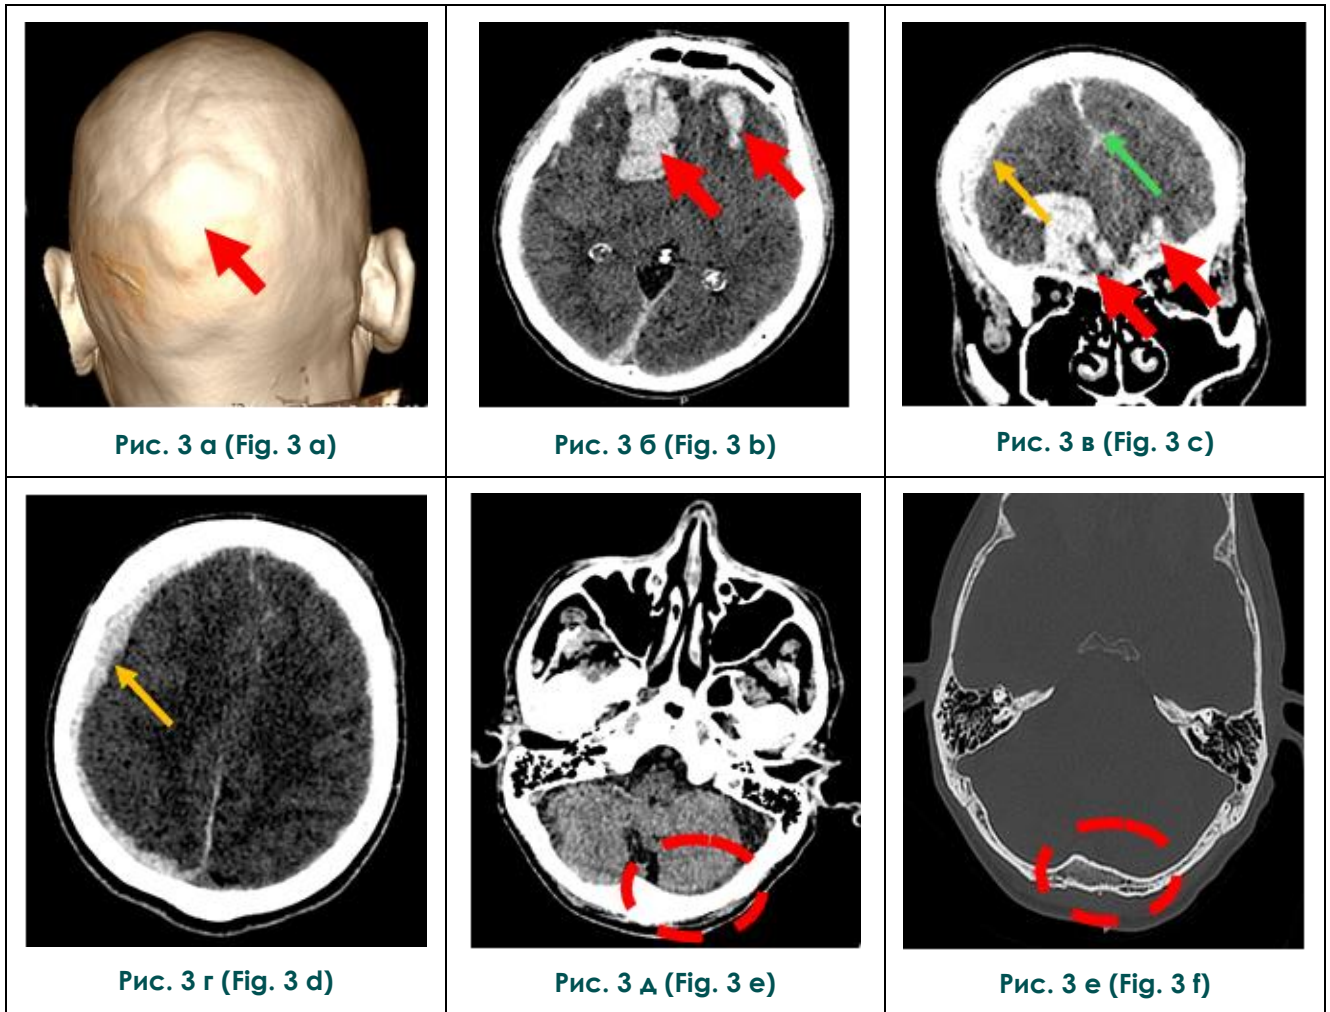 Рис. 3 а (Fig. 3 a)
Рис. 3 б (Fig. 3 b)
Рис. 3 в (Fig. 3 c)
Рис. 3 г (Fig. 3 d)
Рис. 3 д (Fig. 3 e)
Рис. 3 е (Fig. 3 f)